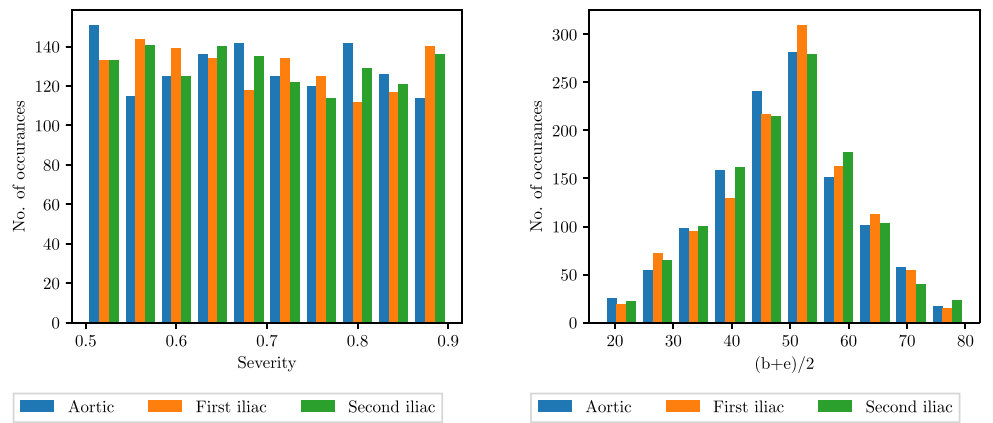 No. of occurances
140
120
100
80
60
40
20
0
0.5 0.6 0.7 0.8 0.9
Severity
Aortic First iliac Second iliac
No. of occurances
300
250
200
150
100
50
0
20 30 40 50 60 70 80
(b+e)/2
Aortic First iliac Second iliac